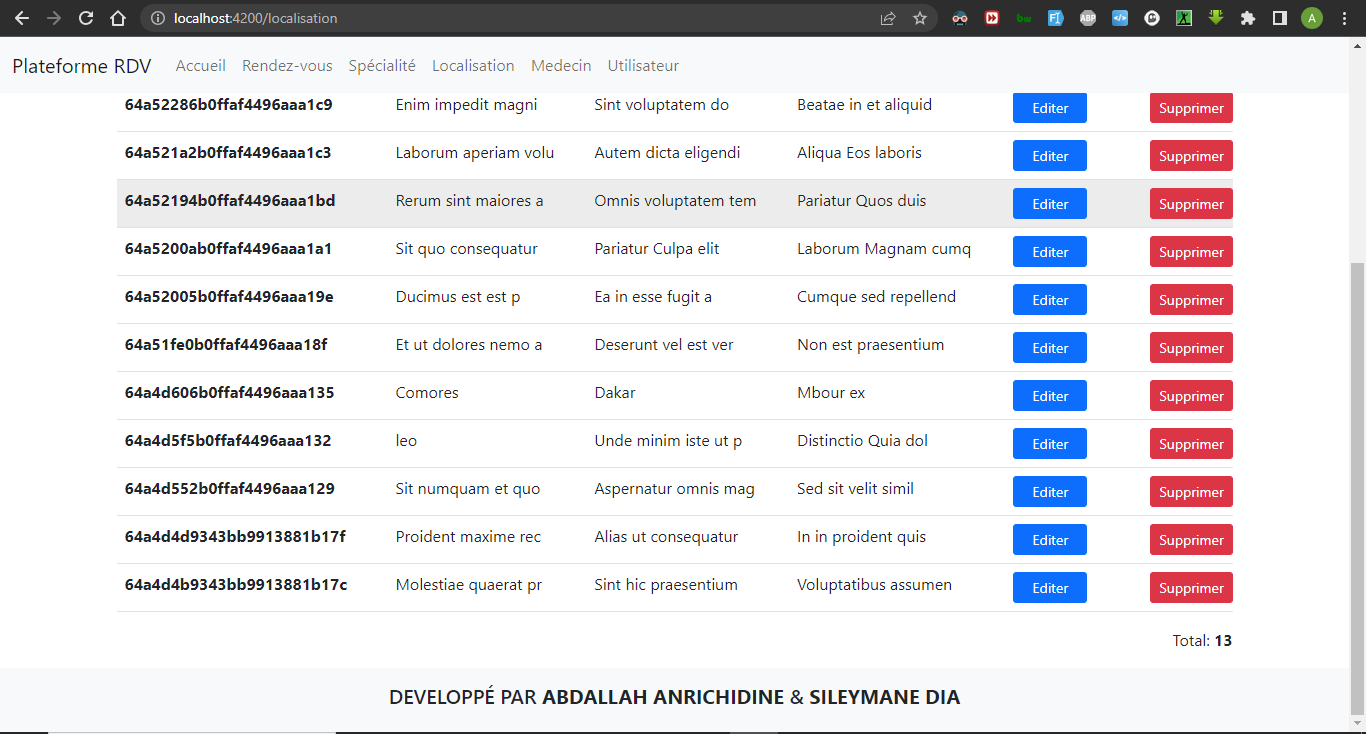 localhost:4200/localisation
Plateforme RDV Accueil Rendez-vous Spécialité Localisation Medecin Utilisateur
64a52286b0ffaf4496aaa1c9 Enim impedit magni Sint voluptatem do Beatae in et aliquid Editer Supprimer
64a521a2b0ffaf4496aaa1c3 Laborum aperiam volu Autem dicta eligendi Aliqua Eos laboris Editer Supprimer
64a52194b0ffaf4496aaa1bd Rerum sint maiores a Omnis voluptatem tem Pariatur Quos duis Editer Supprimer
64a5200ab0ffaf4496aaa1a1 Sit quo consequatur Pariatur Culpa elit Laborum Magnam cumq Editer Supprimer
64a52005b0ffaf4496aaa19e Ducimus est est p Ea in esse fugit a Cumque sed repellend Editer Supprimer
64a51fe0b0ffaf4496aaa18f Et ut dolores nemo a Deserunt vel est ver Non est praesentium Editer Supprimer
64a4d606b0ffaf4496aaa135 Comores Dakar Mbour ex Editer Supprimer
64a4d5f5b0ffaf4496aaa132 leo Unde minim iste ut p Distinctio Quia dol Editer Supprimer
64a4d552b0ffaf4496aaa129 Sit numquam et quo Aspernatur omnis mag Sed sit velit simil Editer Supprimer
64a4d4d9343bb9913881b17f Proident maxime rec Alias ut consequatur In in proident quis Editer Supprimer
64a4d4b9343bb9913881b17c Molestiae quaerat pr Sint hic praesentium Voluptatibus assumen Editer Supprimer
Total: 13
DEVELOPPÉ PAR ABDALLAH ANRICHIDINE & SILEYMANE DIA